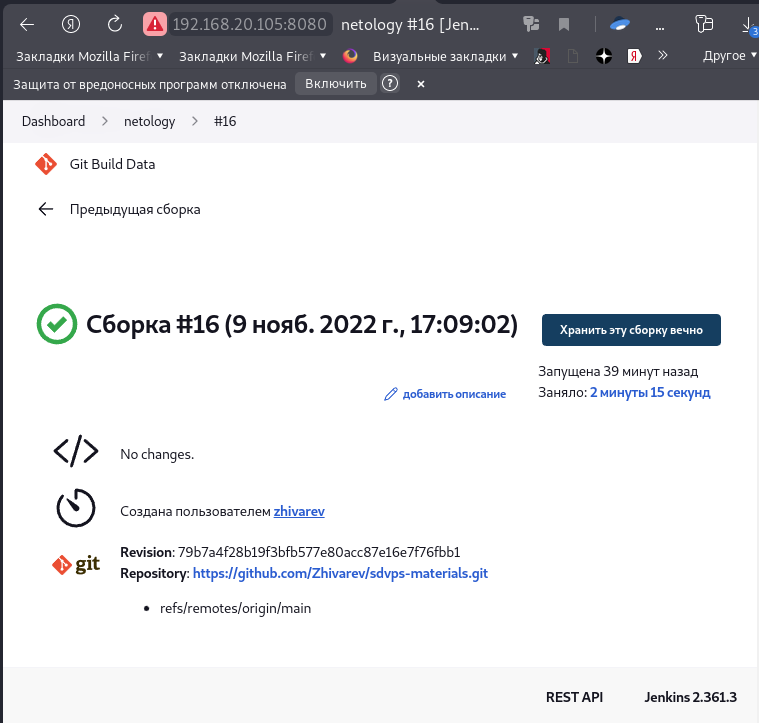 192.168.20.105:8080 netology #16 [Jen...
...
3
Закладки Mozilla Firef
Закладки Mozilla Firef
Визуальные закладки
Я
Другое
Защита от вредоносных программ отключена Включить ? ×
Dashboard netology #16
Git Build Data
Предыдущая сборка
Сборка #16 (9 нояб. 2022 г., 17:09:02)
Хранить эту сборку вечно
Запущена 39 минут назад
Заняло: 2 минуты 15 секунд
добавить описание
No changes.
Создана пользователем zhivarev
git
Revision: 79b7a4f28b19f3bfb577e80acc87e16e7f76fbb1
Repository: https://github.com/Zhivarev/sdvps-materials.git
refs/remotes/origin/main
REST API Jenkins 2.361.3